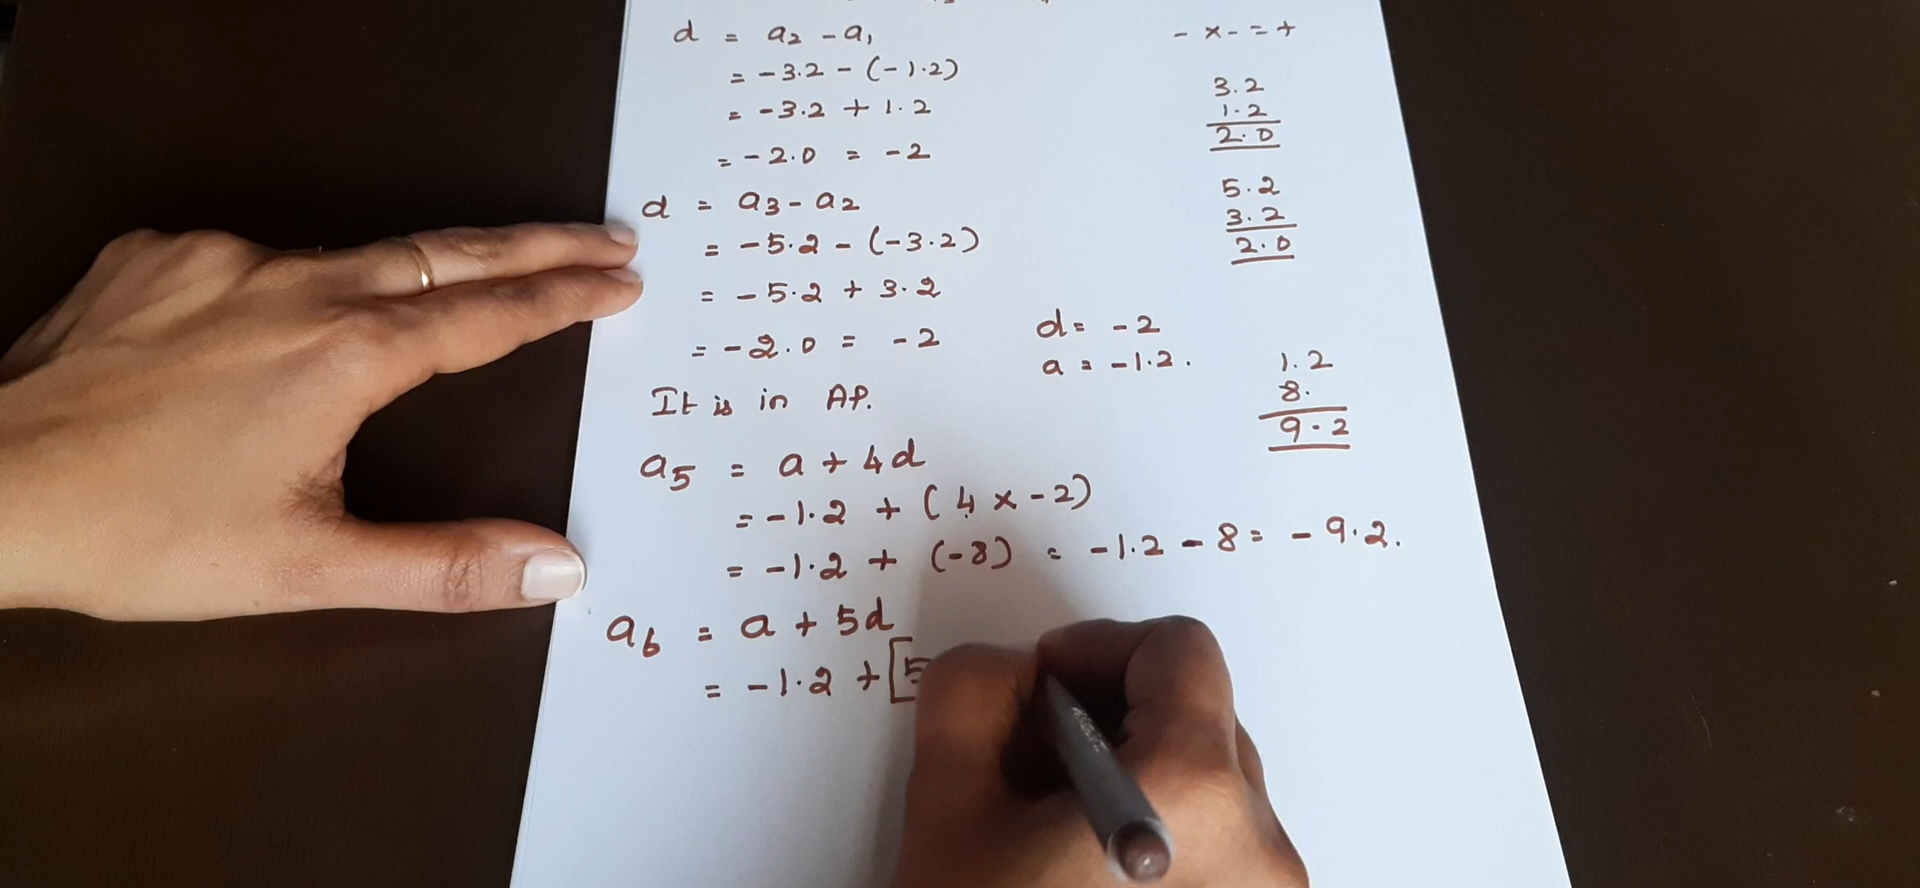 d = a₂ - a₁
= -3.2 - (-1.2)
= -3.2 + 1.2
= -2.0 = -2
d = a₃ - a₂
= -5.2 - (-3.2)
= -5.2 + 3.2
= -2.0 = -2
It is in AP.
- x - = +
3.2
1.2
2.0
5.2
3.2
2.0
d = -2
a = -1.2.
1.2
8.
9.2
a₅ = a + 4d
= -1.2 + (4 x -2)
= -1.2 + (-8) = -1.2 - 8 = -9.2.
a₆ = a + 5d
= -1.2 + [5